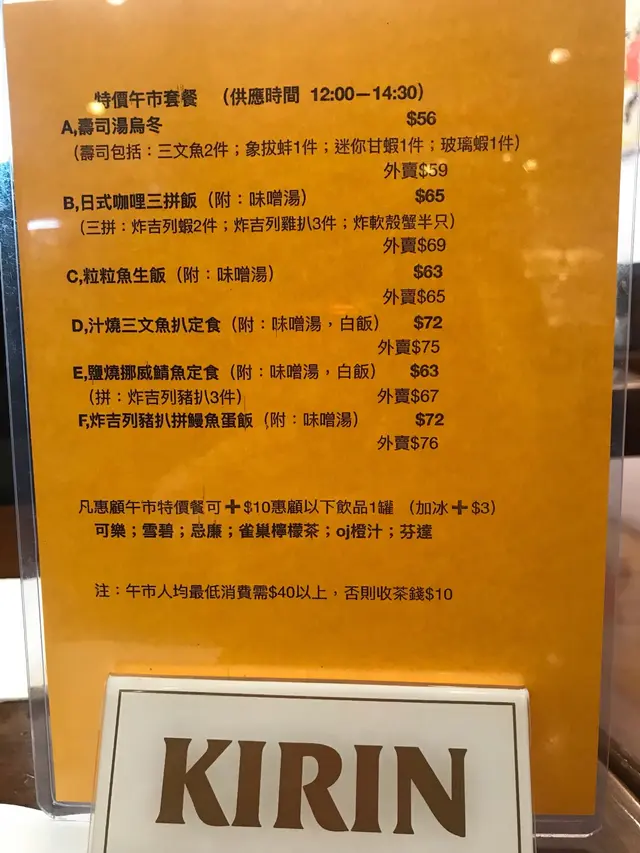 特價午市套餐 （供應時間 12:00－14:30）
A,壽司湯烏冬 $56
（壽司包括：三文魚2件；象拔蚌1件；迷你甘蝦1件；玻璃蝦1件）
外賣$59
B,日式咖哩三拼飯（附：味噌湯） $65
（三拼：炸吉列蝦2件；炸吉列雞扒3件；炸軟殼蟹半只）
外賣$69
C,粒粒魚生飯（附：味噌湯） $63
外賣$65
D,汁燒三文魚扒定食（附：味噌湯，白飯） $72
外賣$75
E,鹽燒挪威鯖魚定食（附：味噌湯，白飯） $63
（拼：炸吉列豬扒3件） 外賣$67
F,炸吉列豬扒拼鰻魚蛋飯（附：味噌湯） $72
外賣$76
凡惠顧午市特價餐可＋$10惠顧以下飲品1罐 （加冰＋$3）
可樂；雪碧；忌廉；雀巢檸檬茶；oj橙汁；芬達
注：午市人均最低消費需$40以上，否則收茶錢$10
KIRIN